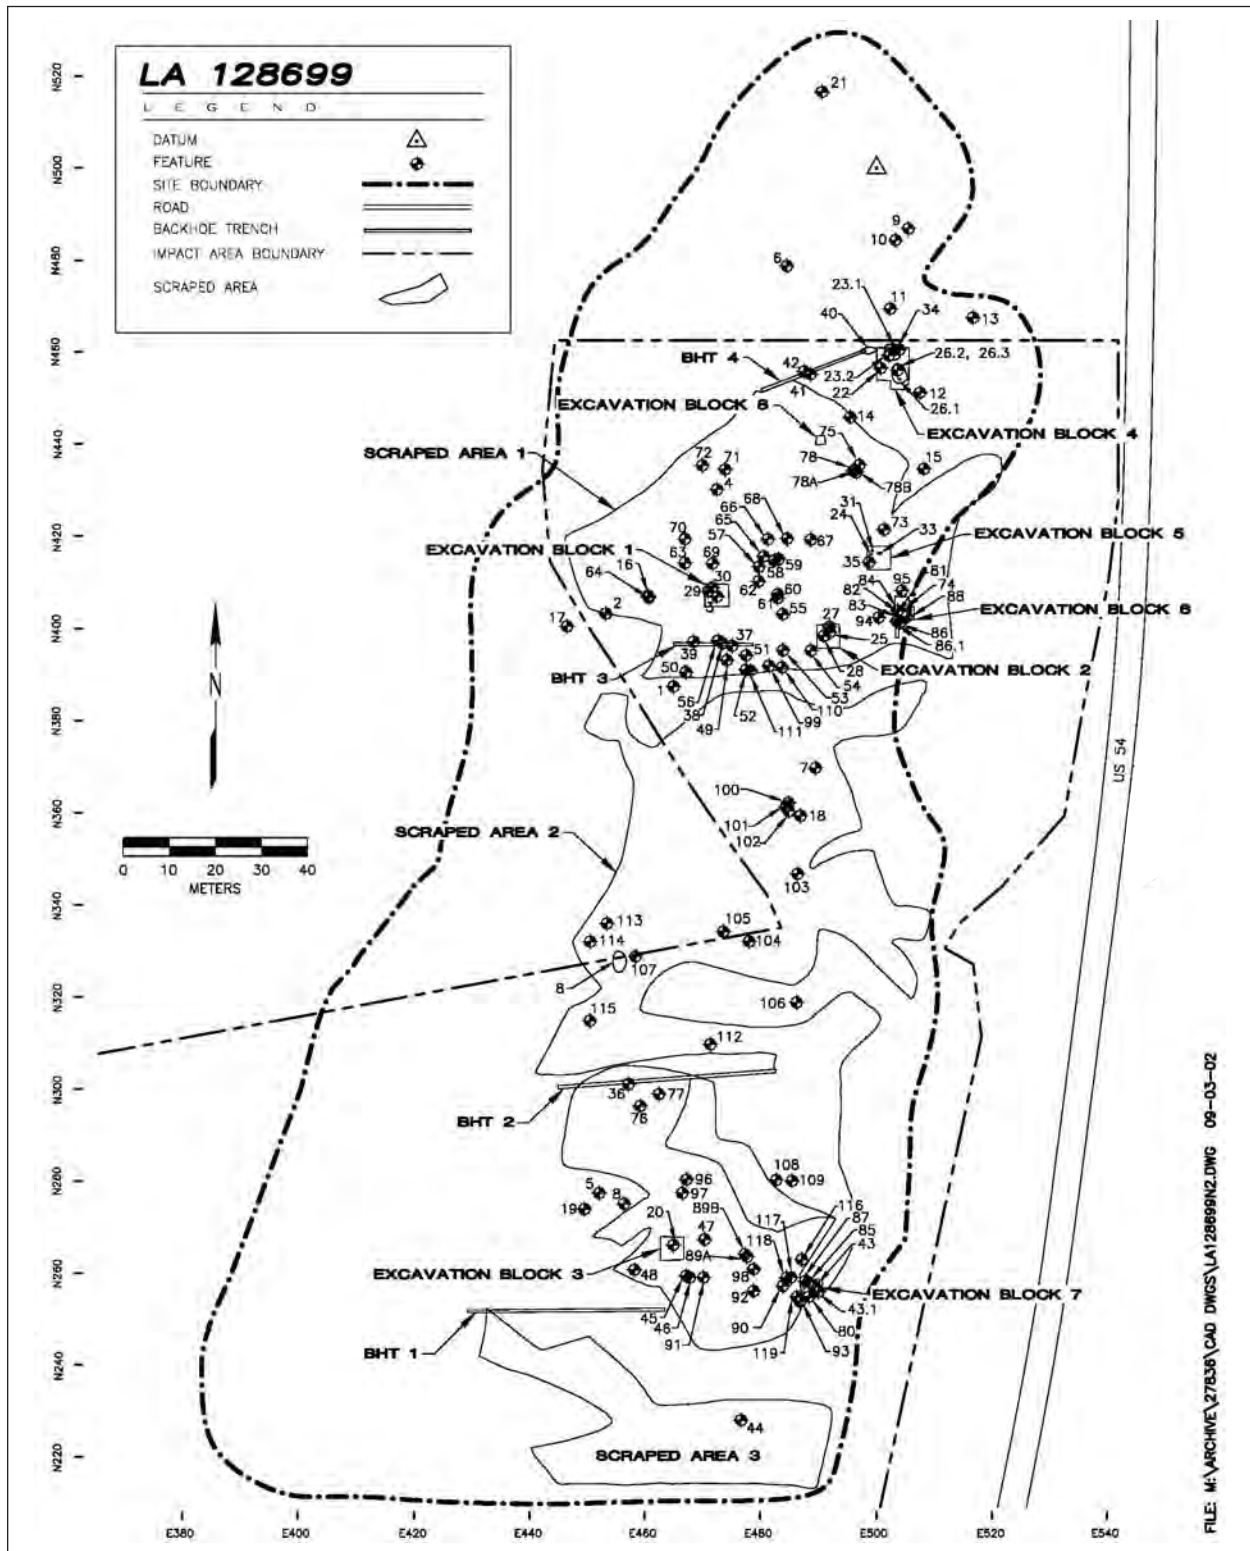 LA 128699
LEGEND
DATUM
FEATURE
SITE BOUNDARY
ROAD
BACKHOE TRENCH
IMPACT AREA BOUNDARY
SCRAPED AREA
N520
N500
N480
N460
N440
N420
N400
N380
N360
N340
N320
N300
N280
N260
N240
N220
21
9
10
6
23.1
11
34
13
40
BHT 4
42
41
26.2, 26.3
23.2
22
26.1
12
EXCAVATION BLOCK 8
14
EXCAVATION BLOCK 4
75
SCRAPED AREA 1
72
71
78
15
78A
78B
4
68
66
31
70
65
24
73
33
57
67
EXCAVATION BLOCK 5
EXCAVATION BLOCK 1
63
69
59
35
58
84
95
81
16
30
62
82
74
64
29
60
88
3
61
83
EXCAVATION BLOCK 6
2
55
27
94
17
37
86
25
86.1
39
51
28
EXCAVATION BLOCK 2
BHT 3
50
54
1
53
56
110
38
99
49
52
111
7
N
100
101
18
102
US 54
SCRAPED AREA 2
0 10 20 30 40
METERS
103
113
105
114
104
107
8
106
115
112
36
77
76
BHT 2
108
96
109
5
97
8
19
89B
116
20
117
87
47
85
118
43
89A
EXCAVATION BLOCK 3
48
98
EXCAVATION BLOCK 7
92
43.1
45
46
90
80
91
119
93
BHT 1
44
SCRAPED AREA 3
E380
E400
E420
E440
E460
E480
E500
E520
E540
FILE: M:\ARCHIVE\27836\CAD DWGS\LA128699N2.DWG 09-03-02